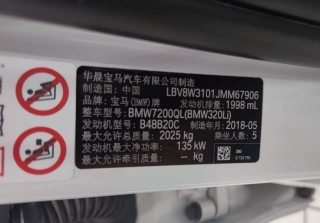 华晨宝马汽车有限公司制造
制造国: 中国 LBV8W3101JMM67906
品牌: 宝马(BMW)牌 发动机排量: 1998 mL
整车型号: BMW7200QL(BMW320Li)
发动机型号: B48B20C 制造年月: 2018-05
最大允许总质量: 2025 kg 乘坐人数: 5
发动机最大净功率: 135 kW
最大允许牵引质量: -- kg